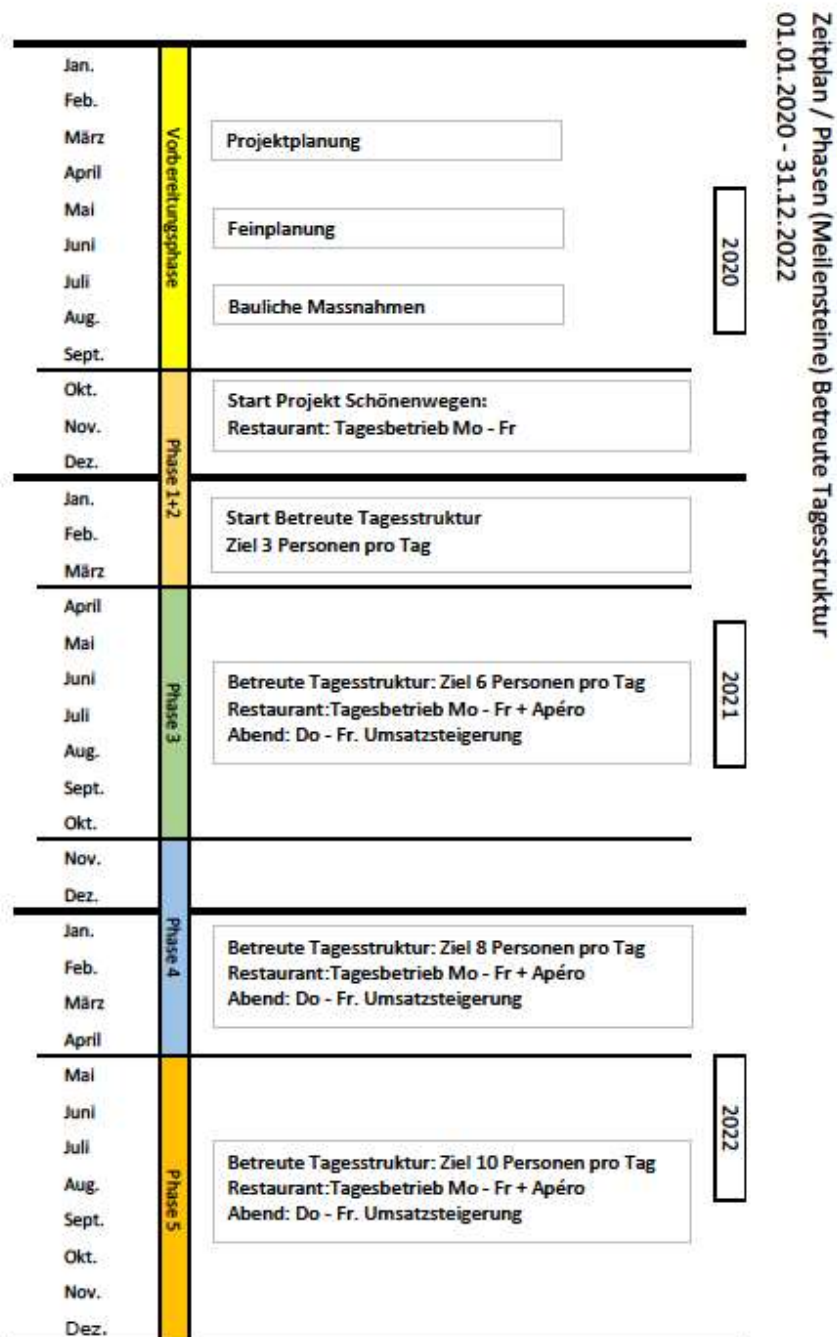 Zeitplan / Phasen (Meilensteine) Betreute Tagesstruktur
01.01.2020 - 31.12.2022
2020
Vorbereitungsphase
Jan.
Feb.
März
Projektplanung
April
Mai
Feinplanung
Juni
Juli
Bauliche Massnahmen
Aug.
Sept.
Phase 1+2
Okt.
Start Projekt Schönenwegen:
Nov.
Restaurant: Tagesbetrieb Mo - Fr
Dez.
2021
Jan.
Start Betreute Tagesstruktur
Feb.
Ziel 3 Personen pro Tag
März
Phase 3
April
Mai
Juni
Betreute Tagesstruktur: Ziel 6 Personen pro Tag
Juli
Restaurant:Tagesbetrieb Mo - Fr + Apéro
Abend: Do - Fr. Umsatzsteigerung
Aug.
Sept.
Okt.
Phase 4
Nov.
Dez.
2022
Jan.
Betreute Tagesstruktur: Ziel 8 Personen pro Tag
Feb.
Restaurant:Tagesbetrieb Mo - Fr + Apéro
März
Abend: Do - Fr. Umsatzsteigerung
April
Phase 5
Mai
Juni
Juli
Betreute Tagesstruktur: Ziel 10 Personen pro Tag
Aug.
Restaurant:Tagesbetrieb Mo - Fr + Apéro
Sept.
Abend: Do - Fr. Umsatzsteigerung
Okt.
Nov.
Dez.